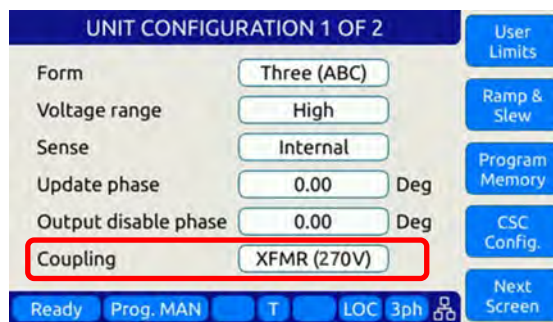 UNIT CONFIGURATION 1 OF 2
Form Three (ABC)
Voltage range High
Sense Internal
Update phase 0.00 Deg
Output disable phase 0.00 Deg
Coupling XFMR (270V)
User
Limits
Ramp &
Slew
Program
Memory
CSC
Config.
Next
Screen
Ready Prog. MAN T LOC 3ph